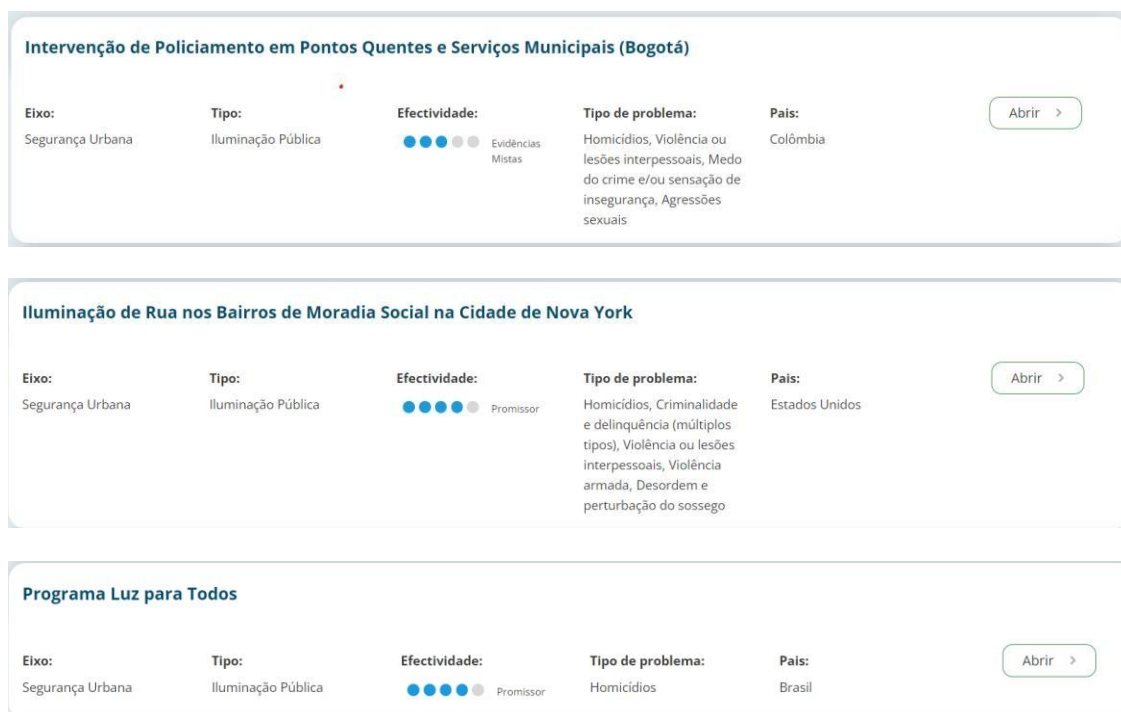 Intervenção de Policiamento em Pontos Quentes e Serviços Municipais (Bogotá)
Eixo: Tipo: Efectividade: Tipo de problema: Pais: Abrir >
Segurança Urbana Iluminação Pública Evidências Homicídios, Violência ou Colômbia
Mistas lesões interpessoais, Medo
do crime e/ou sensação de
insegurança, Agressões
sexuais
Iluminação de Rua nos Bairros de Moradia Social na Cidade de Nova York
Eixo: Tipo: Efectividade: Tipo de problema: Pais: Abrir >
Segurança Urbana Iluminação Pública Promissor Homicídios, Criminalidade Estados Unidos
e delinquência (múltiplos
tipos), Violência ou lesões
interpessoais, Violência
armada, Desordem e
perturbação do sossego
Programa Luz para Todos
Eixo: Tipo: Efectividade: Tipo de problema: Pais: Abrir >
Segurança Urbana Iluminação Pública Promissor Homicídios Brasil